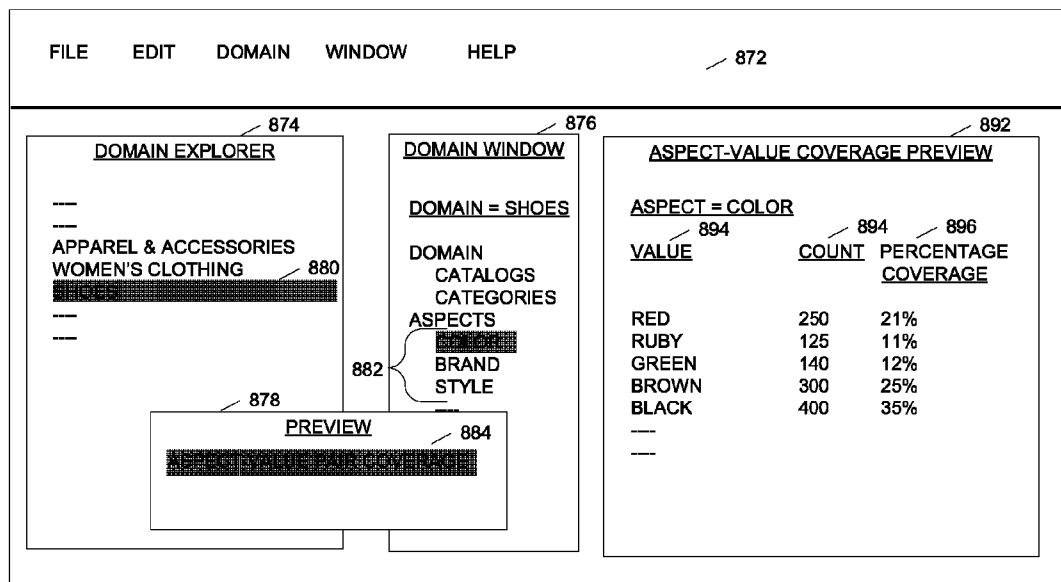 FILE EDIT DOMAIN WINDOW HELP
872
874
DOMAIN EXPLORER
----
----
APPAREL & ACCESSORIES
WOMEN'S CLOTHING
880
SHOES
----
----
876
DOMAIN WINDOW
DOMAIN = SHOES
DOMAIN
CATALOGS
CATEGORIES
ASPECTS
COLOR
882
BRAND
STYLE
----
878
PREVIEW
884
ASPECT-VALUE PAIR COVERAGE
892
ASPECT-VALUE COVERAGE PREVIEW
ASPECT = COLOR
894 894 896
VALUE COUNT PERCENTAGE
COVERAGE
RED 250 21%
RUBY 125 11%
GREEN 140 12%
BROWN 300 25%
BLACK 400 35%
----
----